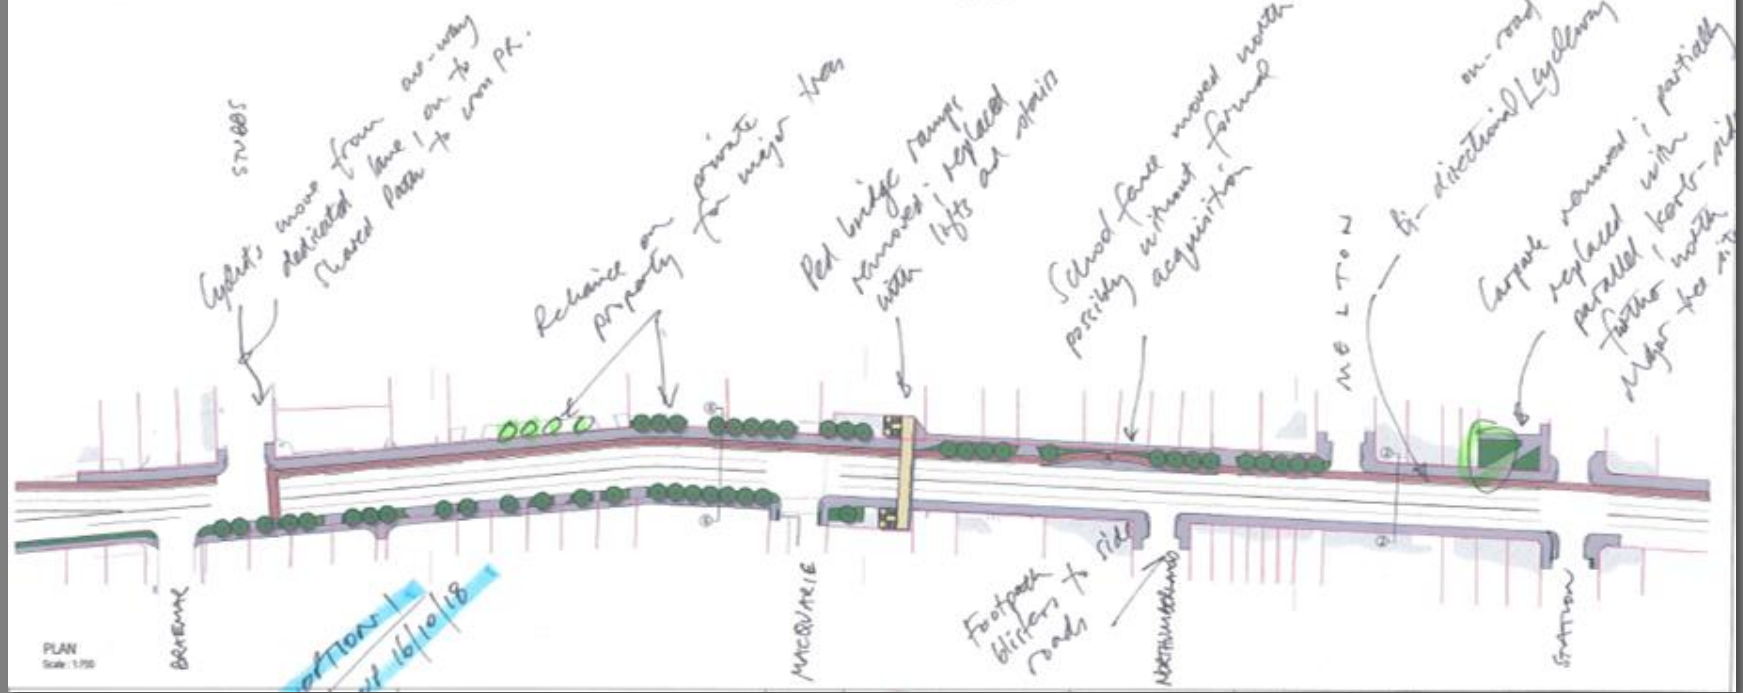 STUBBS
Cyclists move from one-way
dedicated lane, on to
shared path to cross PR.
Reliance on private
property for major trees
Ped bridge ramps
removed; replaced
with lifts and stairs
School fence moved north
possibly without formal
acquisition
MELTON
on-road
Bi-directional cycleway
Carpark removed; partially
replaced with
parallel, kerb-side
further north
Major tree
PLAN
Scale : 1:750
BRAEMAR
OPTION 1
16/10/18
MACQUARIE
Footpath
blisters to side
roads
NORTHUMBERLAND
STATION